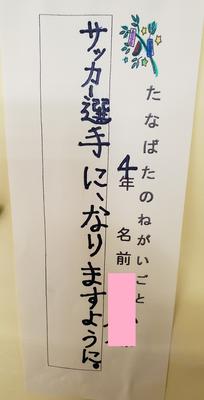 たなばたのねがいごと
4年 名前
サッカー選手に、なりますように。